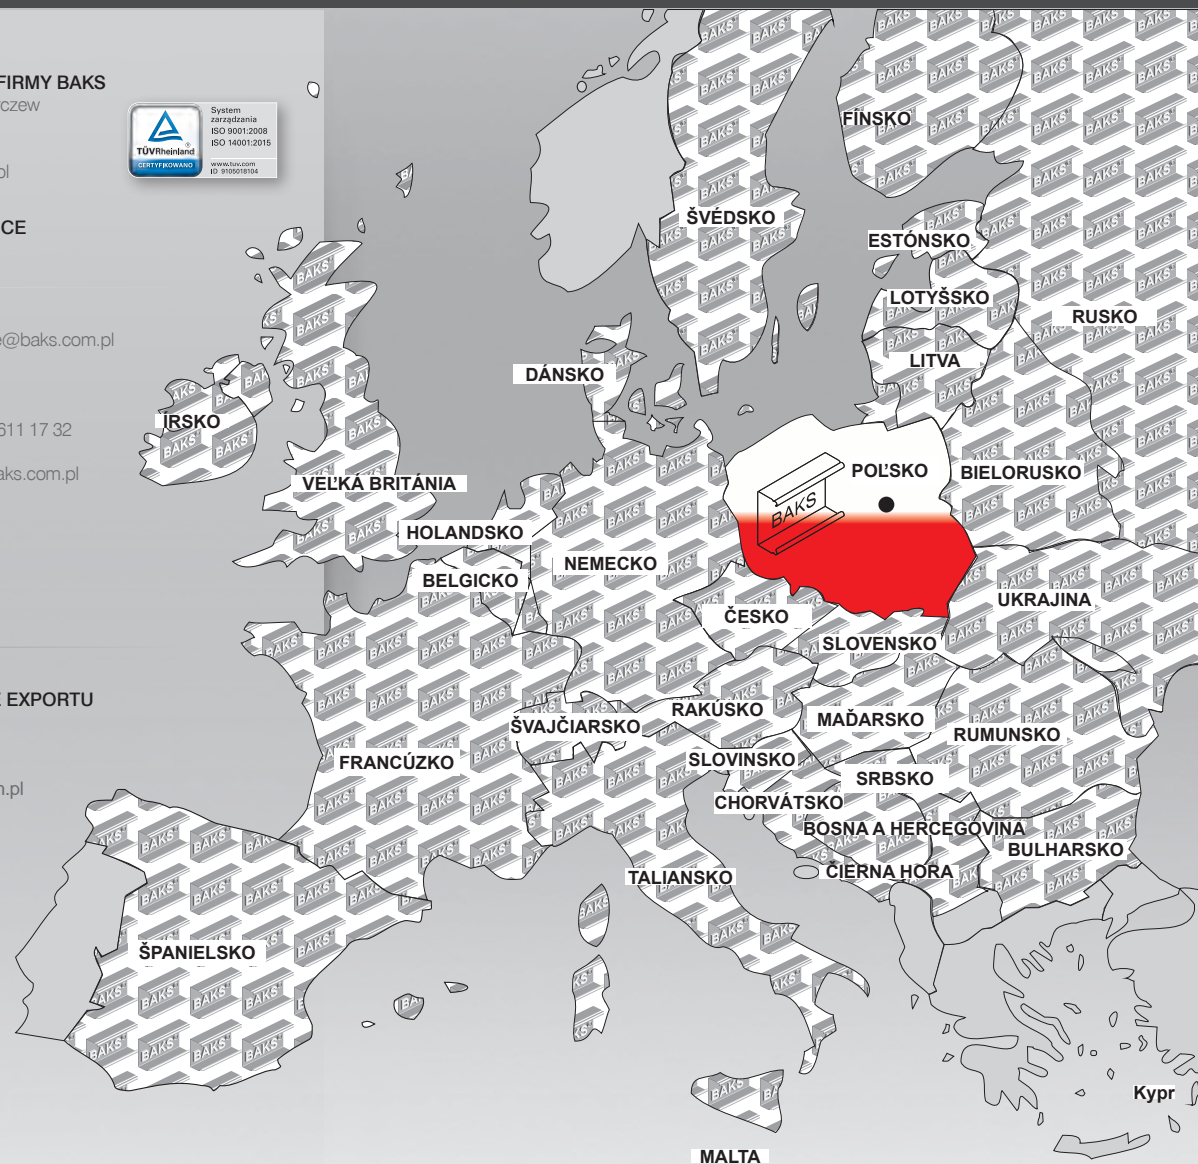 FIRMY BAKS
czew
pl
CE
e@baks.com.pl
611 17 32
aks.com.pl
EXPORTU
n.pl
TÜVRheinland
CERTYFIKOWANO
System
zarządzania
ISO 9001:2008
ISO 14001:2015
www.tuv.com
ID 9105018104
FÍNSKO
ŠVÉDSKO
ESTÓNSKO
LOTYŠSKO
RUSKO
LITVA
DÁNSKO
ÍRSKO
VEĽKÁ BRITÁNIA
POĽSKO
BIELORUSKO
BAKS
HOLANDSKO
NEMECKO
BELGICKO
UKRAJINA
ČESKO
SLOVENSKO
RAKÚSKO
MAĎARSKO
ŠVAJČIARSKO
RUMUNSKO
FRANCÚZKO
SLOVINSKO
SRBSKO
CHORVÁTSKO
BOSNA A HERCEGOVINA
BULHARSKO
ČIERNA HORA
TALIANSKO
ŠPANIELSKO
Kypr
MALTA